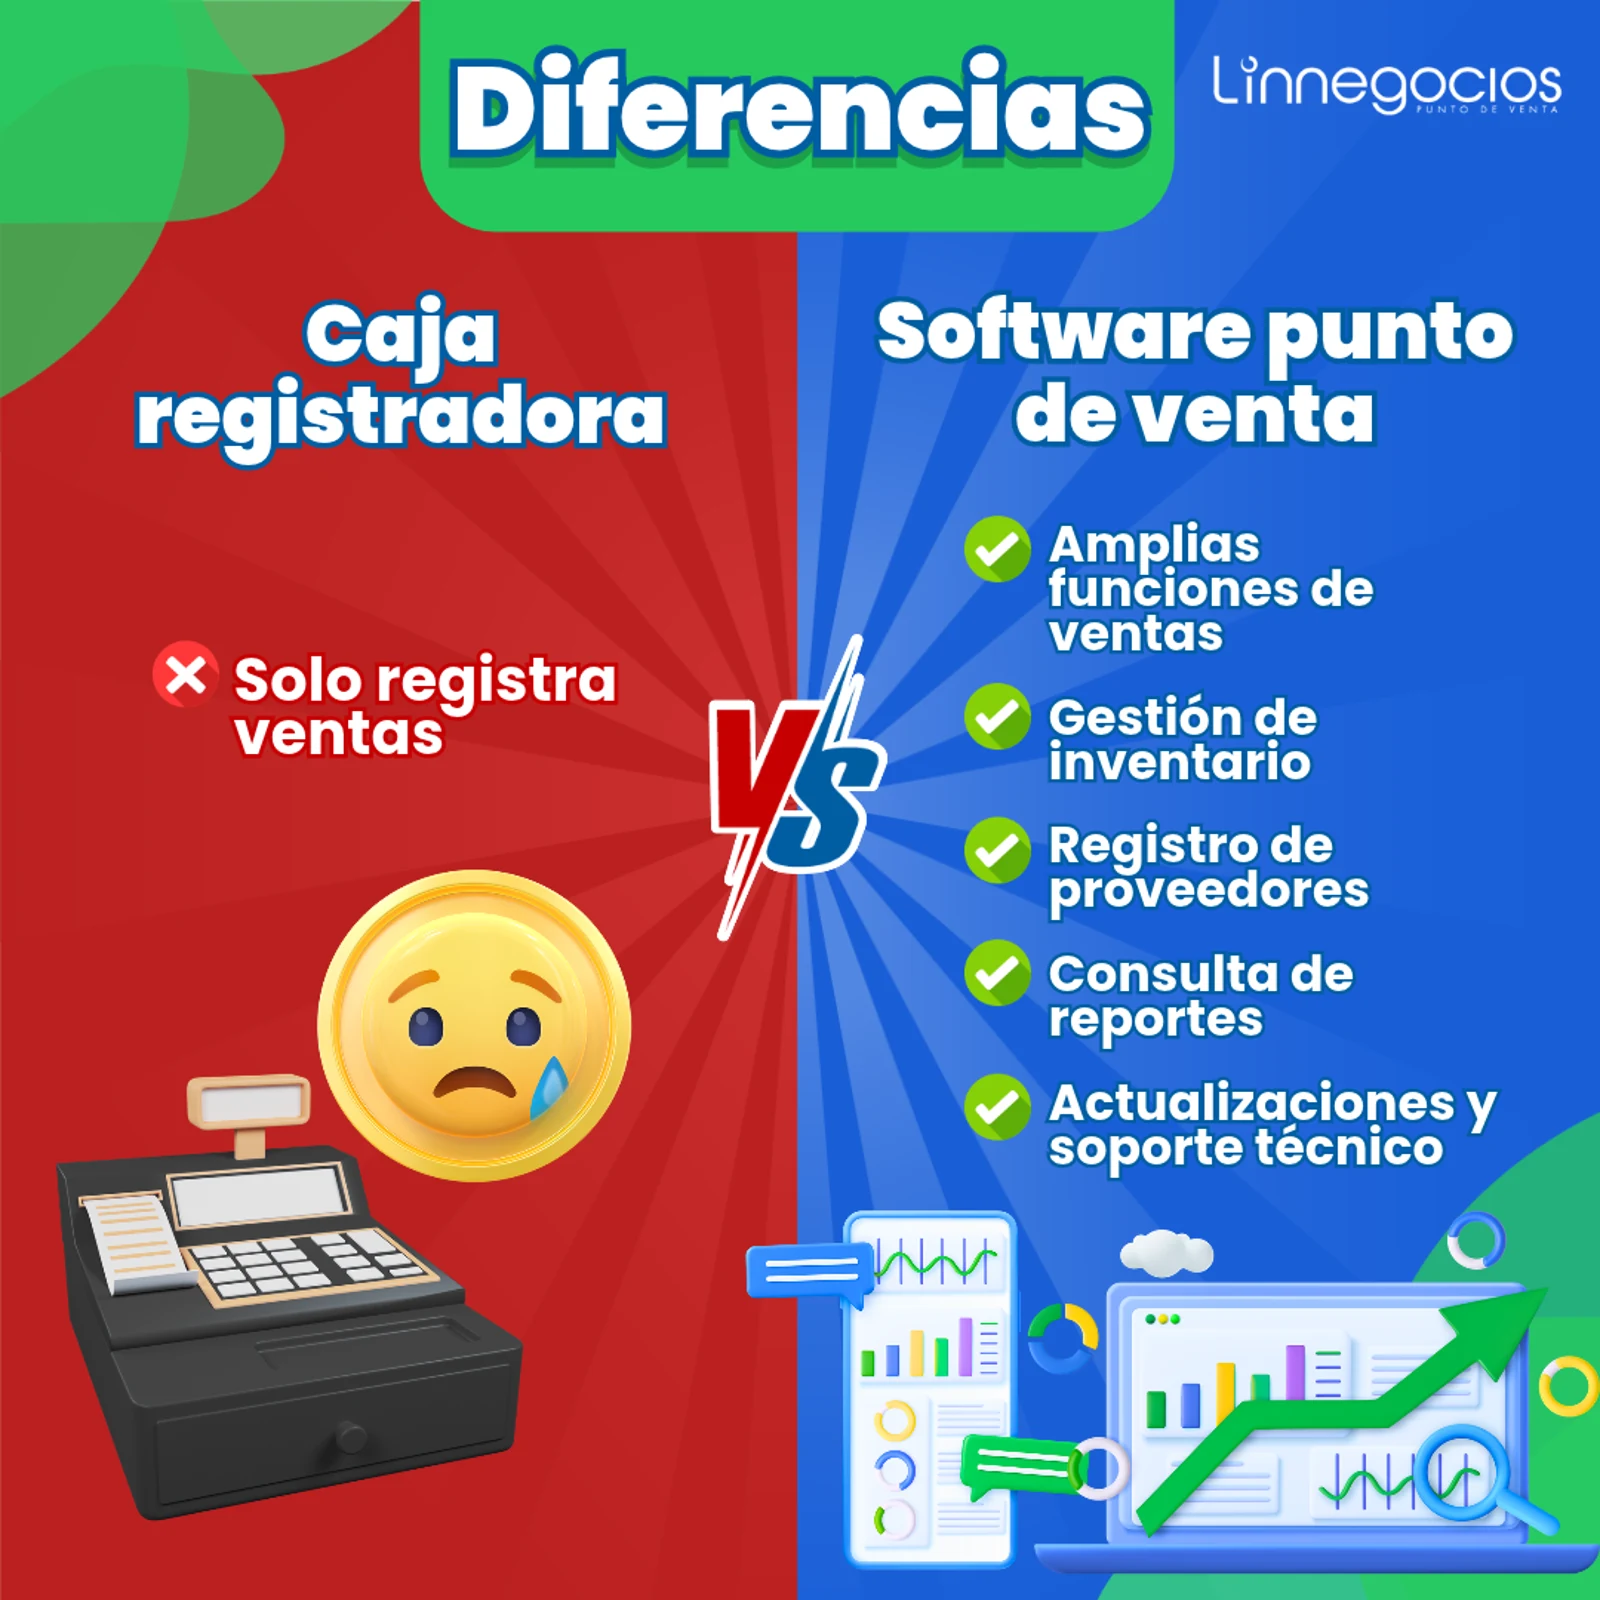 Diferencias
Linnegocios
PUNTO DE VENTA
Caja
registradora
Solo registra
ventas
VS
Software punto
de venta
Amplias
funciones de
ventas
Gestión de
inventario
Registro de
proveedores
Consulta de
reportes
Actualizaciones y
soporte técnico